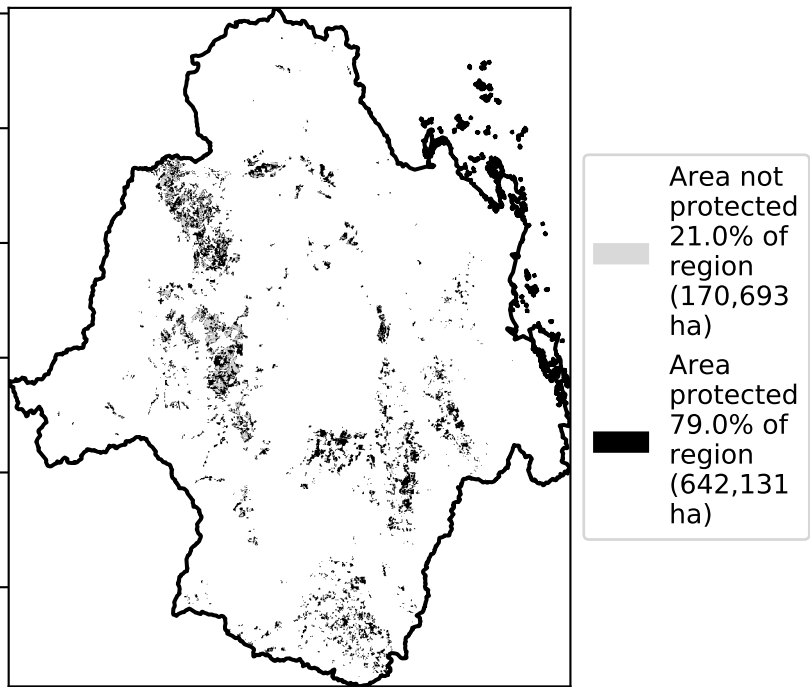 Area not
protected
21.0% of
region
(170,693
ha)
Area
protected
79.0% of
region
(642,131
ha)